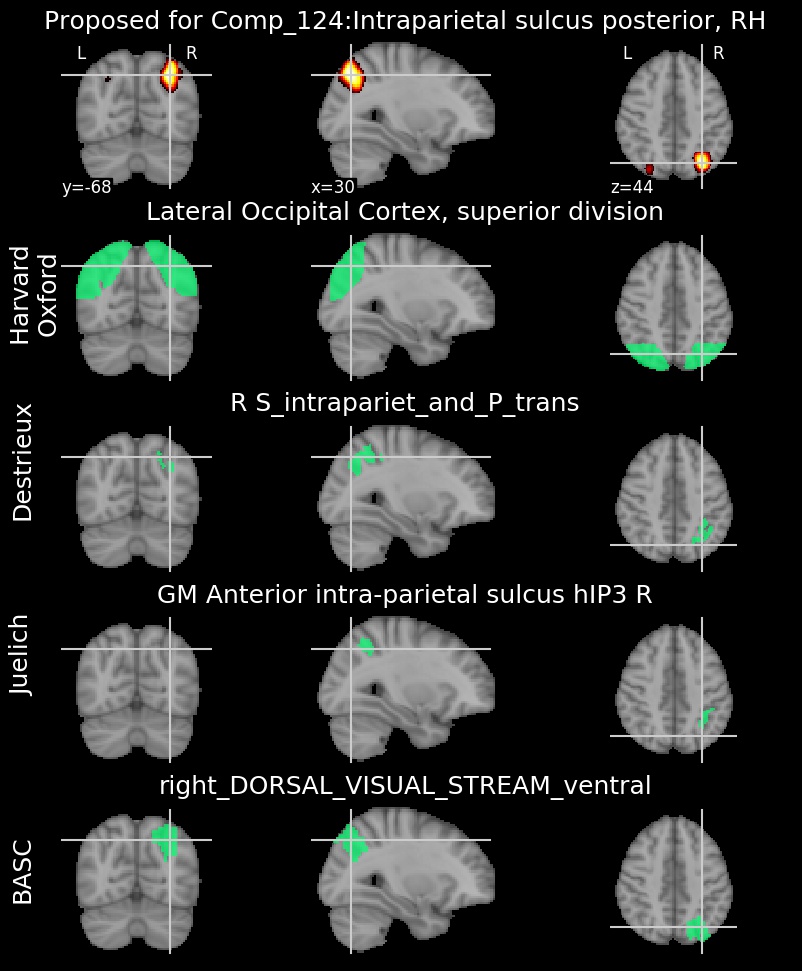 Proposed for Comp_124:Intraparietal sulcus posterior, RH
L R L R
y=-68 x=30 z=44
Lateral Occipital Cortex, superior division
Harvard
Oxford
R S_intrapariet_and_P_trans
Destrieux
GM Anterior intra-parietal sulcus hIP3 R
Juelich
right_DORSAL_VISUAL_STREAM_ventral
BASC